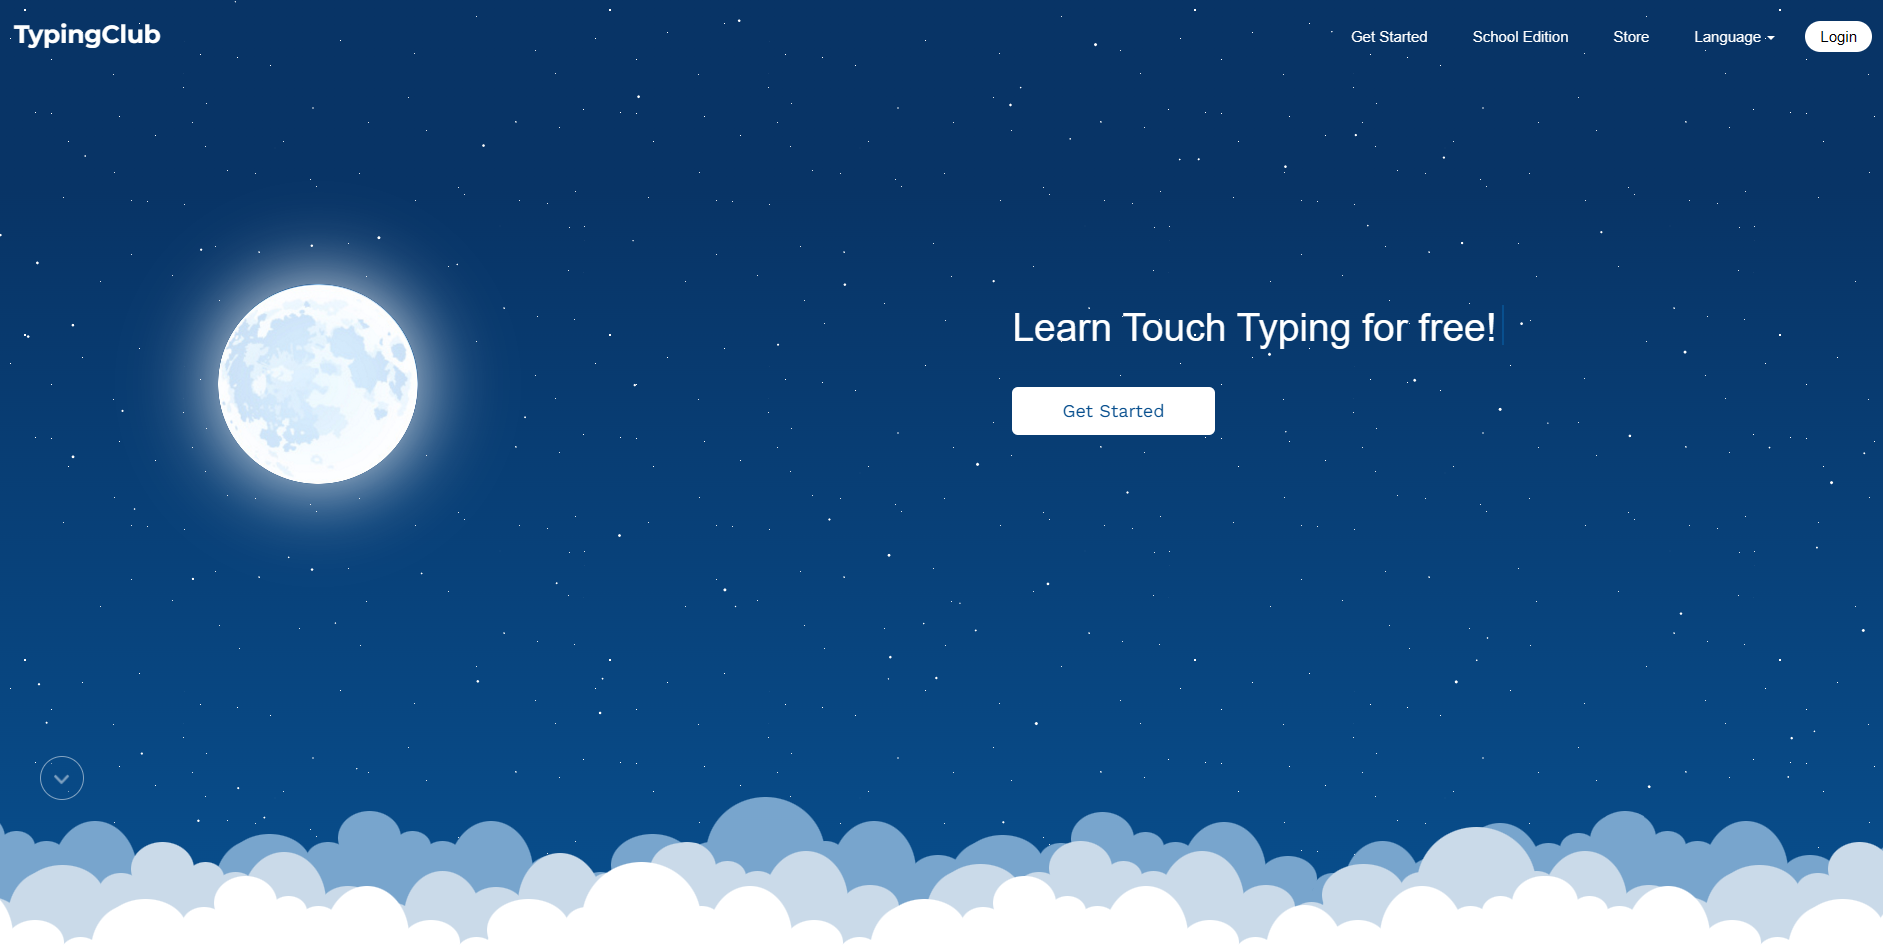 TypingClub
Get Started
School Edition
Store
Language
Login
Learn Touch Typing for free!
Get Started